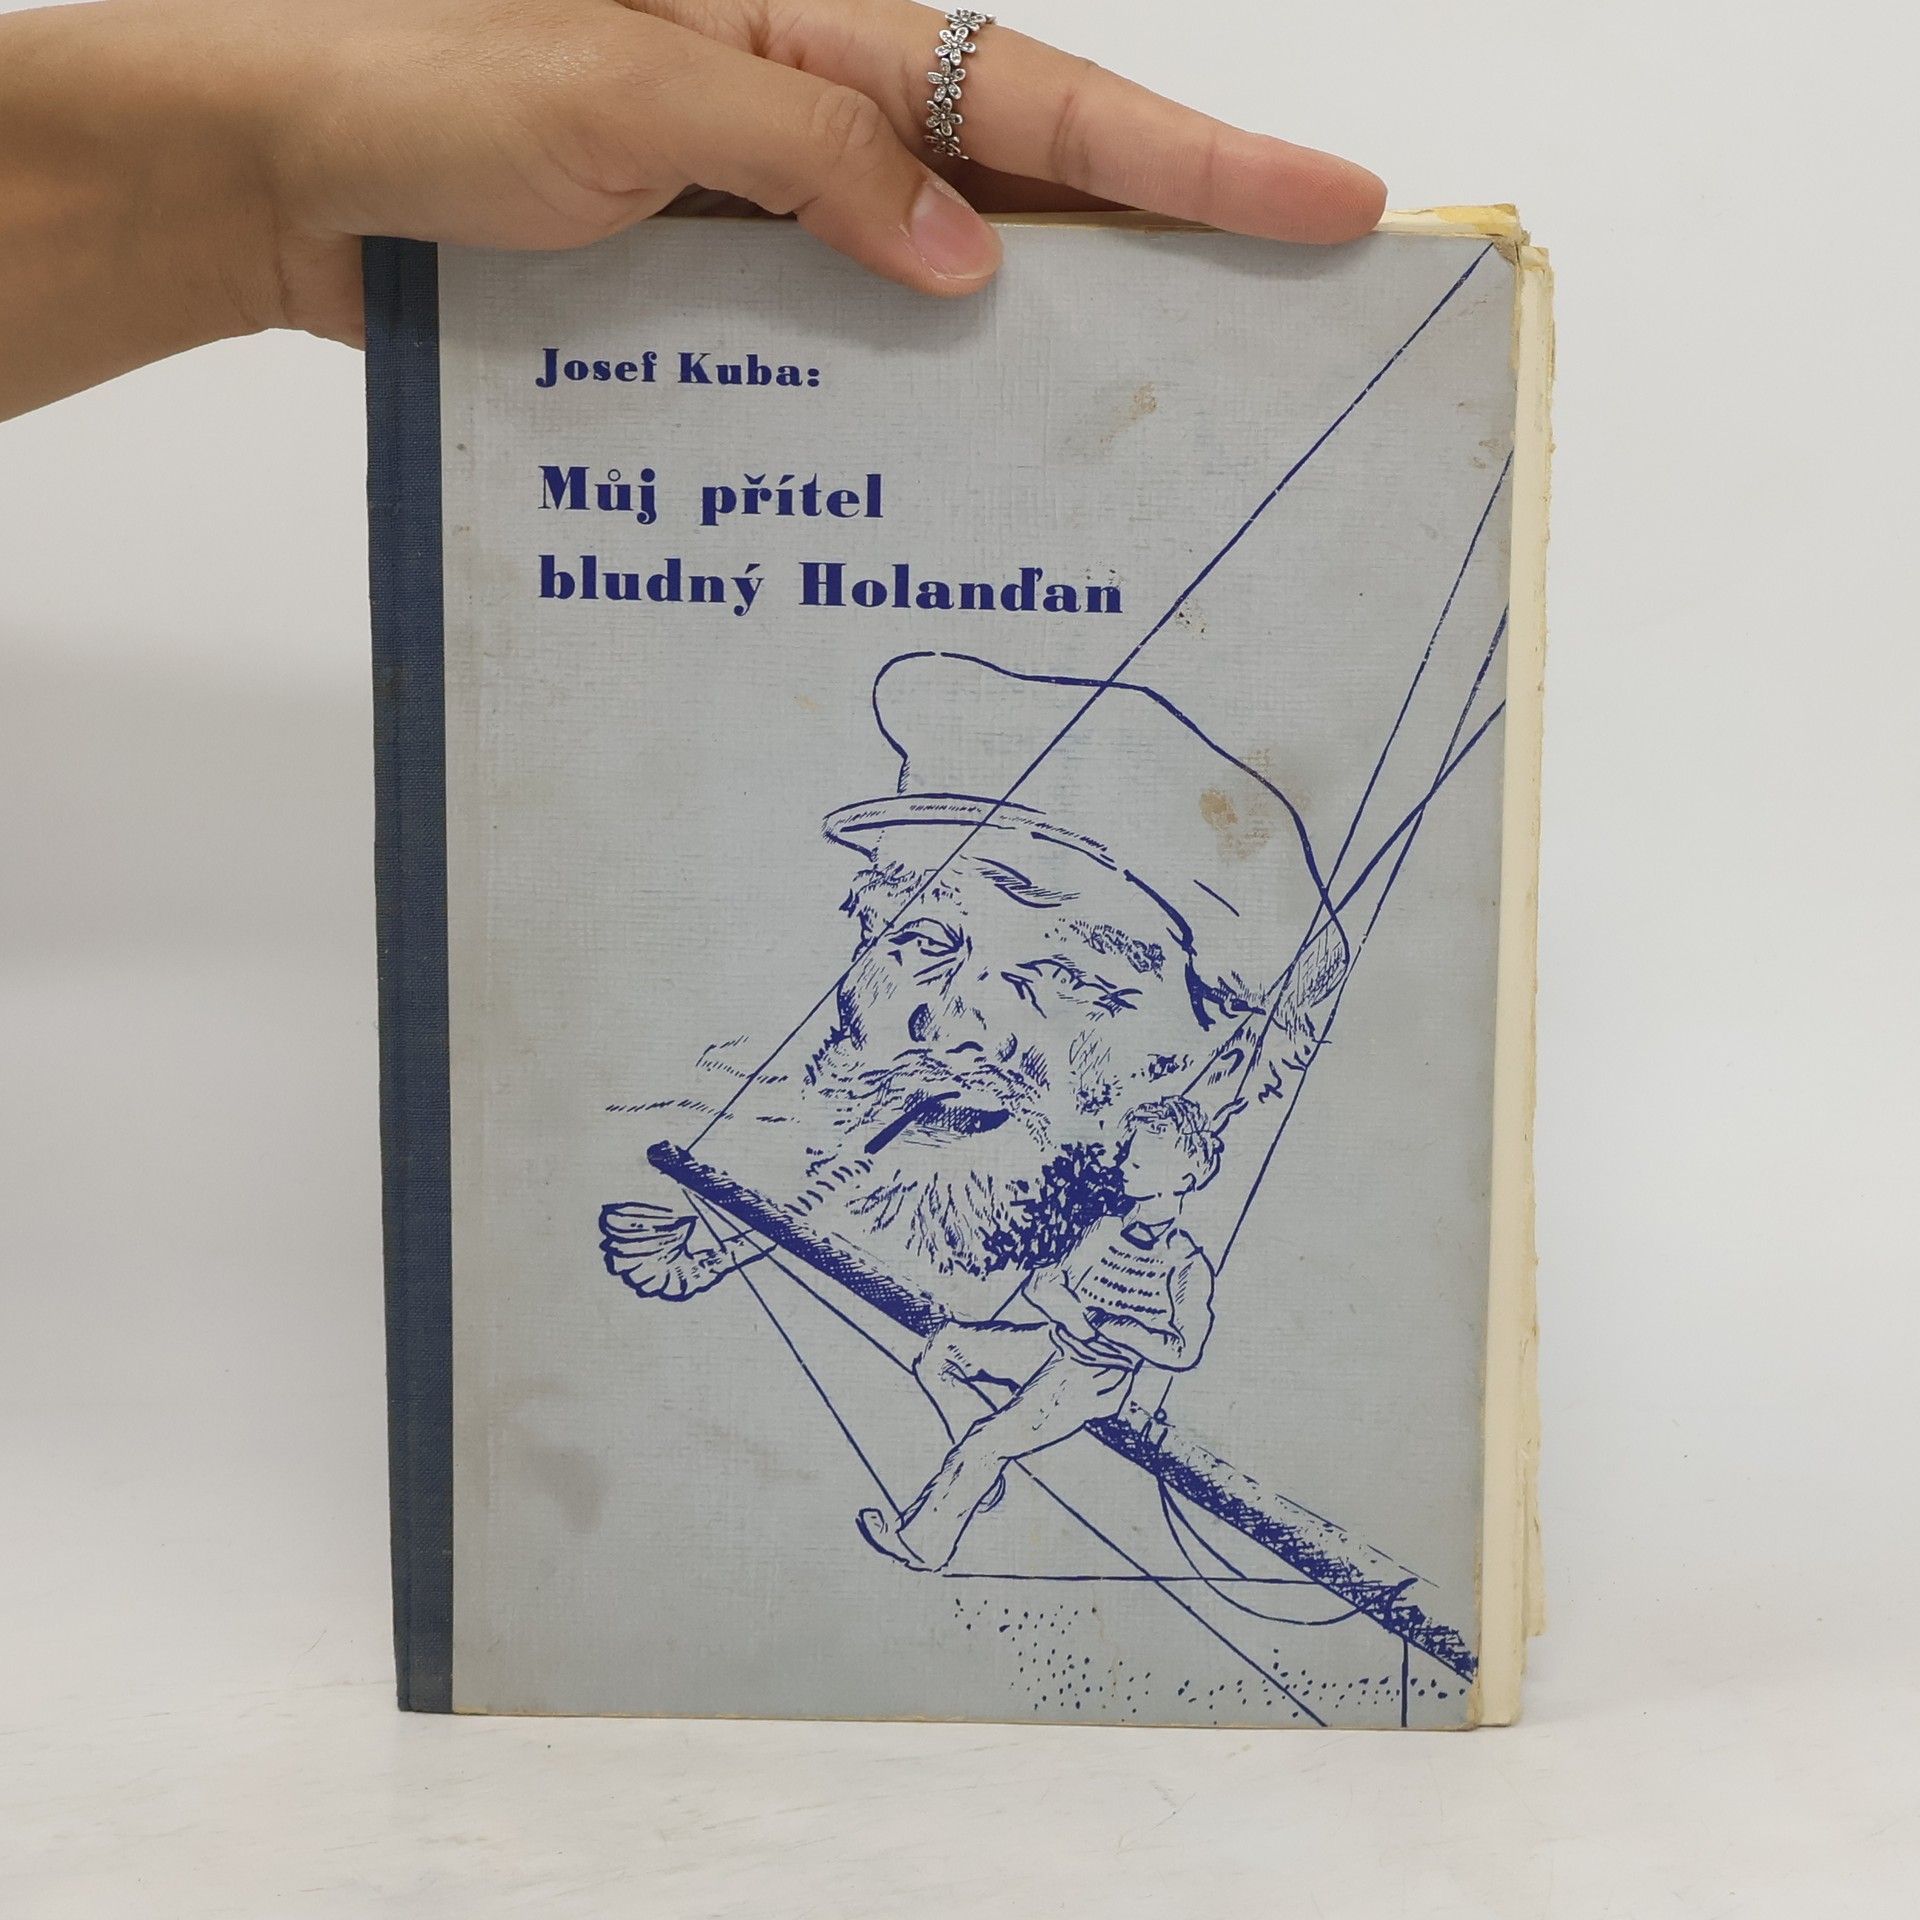 Josef Kuba:
Můj přítel
bludný Holanďan